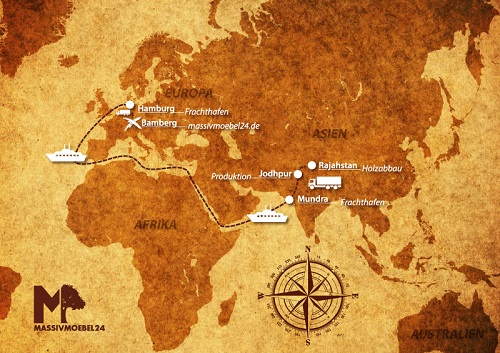 EUROPA
Hamburg Frachthafen
Bamberg massivmoebel24.de
ASIEN
Rajahstan Holzabbau
Produktion Jodhpur
Mundra Frachthafen
AFRIKA
N
W E
S
M
MASSIVMOEBEL24
AUSTRALIEN